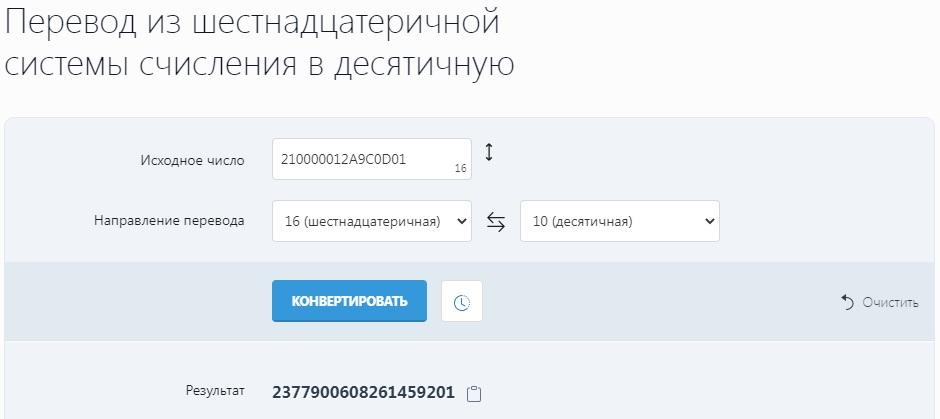 Перевод из шестнадцатеричной
системы счисления в десятичную
Исходное число 210000012A9C0D01 16
Направление перевода 16 (шестнадцатеричная) 10 (десятичная)
КОНВЕРТИРОВАТЬ Очистить
Результат 2377900608261459201